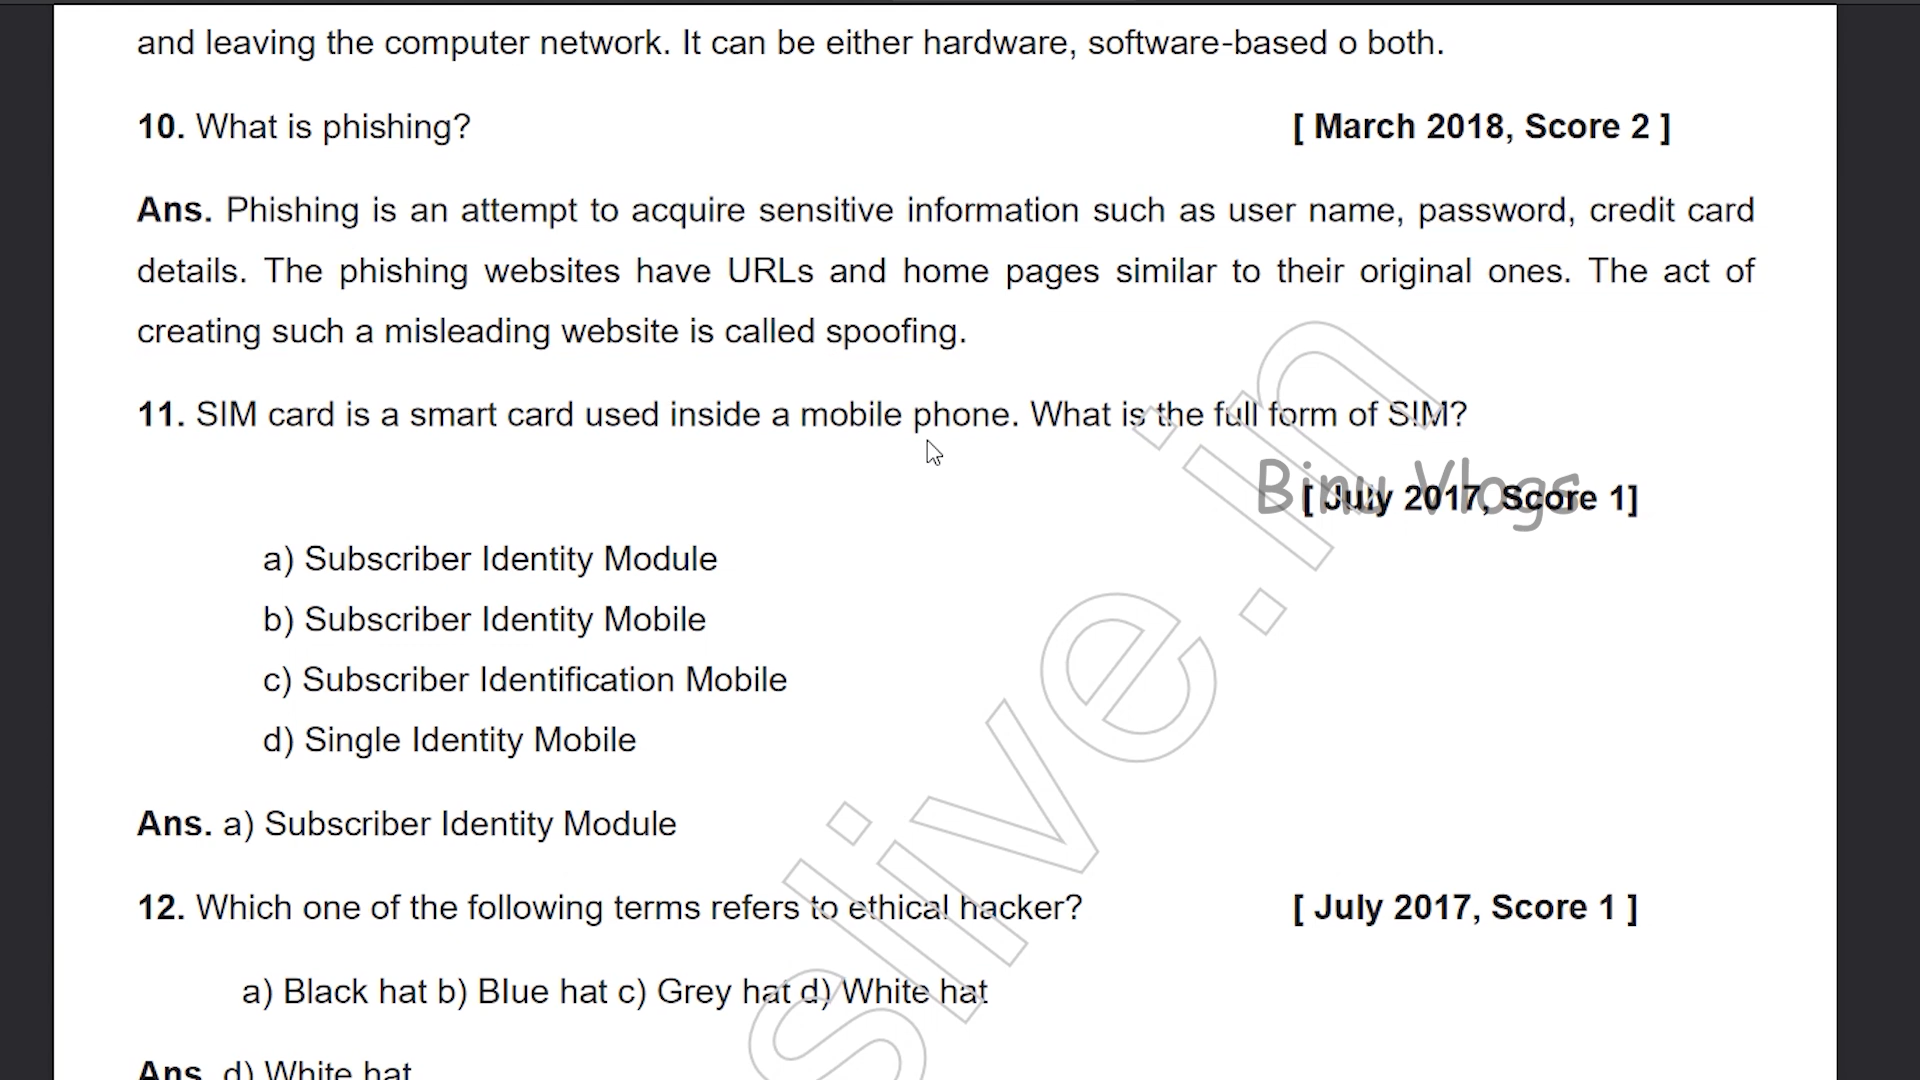 and leaving the computer network. It can be either hardware, software-based o both.
10. What is phishing? [ March 2018, Score 2 ]
Ans. Phishing is an attempt to acquire sensitive information such as user name, password, credit card
details. The phishing websites have URLs and home pages similar to their original ones. The act of
creating such a misleading website is called spoofing.
11. SIM card is a smart card used inside a mobile phone. What is the full form of SIM?
Binu Vlogs
[ July 2017, Score 1]
a) Subscriber Identity Module
b) Subscriber Identity Mobile
c) Subscriber Identification Mobile
d) Single Identity Mobile
Ans. a) Subscriber Identity Module
12. Which one of the following terms refers to ethical hacker? [ July 2017, Score 1 ]
a) Black hat b) Blue hat c) Grey hat d) White hat
Ans. d) White hat
slive.in